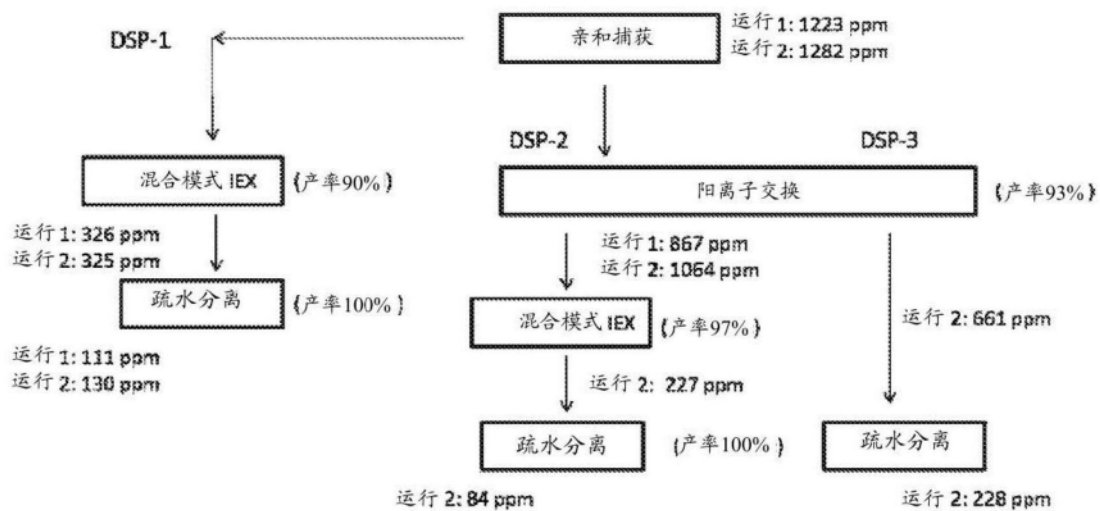 DSP-1
亲和捕获
运行 1: 1223 ppm
运行 2: 1282 ppm
DSP-2
DSP-3
混合模式 IEX
(产率90%)
阳离子交换
(产率93%)
运行 1: 326 ppm
运行 2: 325 ppm
运行 1: 867 ppm
运行 2: 1064 ppm
疏水分离
(产率100%)
混合模式 IEX
(产率97%)
运行 2: 661 ppm
运行 1: 111 ppm
运行 2: 130 ppm
运行 2: 227 ppm
疏水分离
(产率100%)
疏水分离
运行 2: 84 ppm
运行 2: 228 ppm